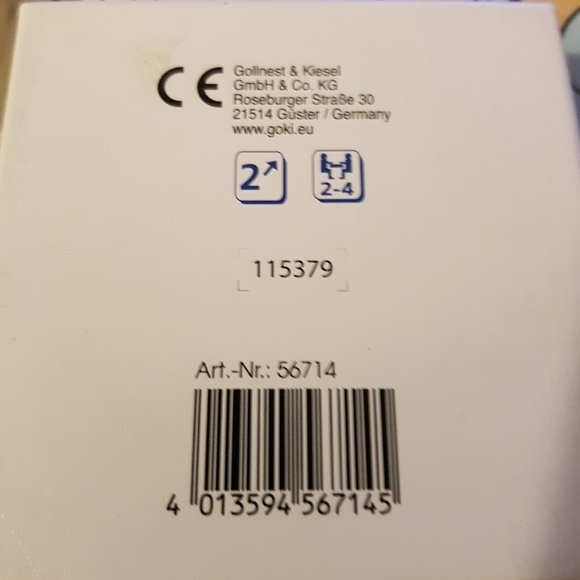 CE
Gollnest & Kiesel
GmbH & Co. KG
Roseburger Straße 30
21514 Güster / Germany
www.goki.eu
2
2-4
115379
Art.-Nr.: 56714
4 013594 567145